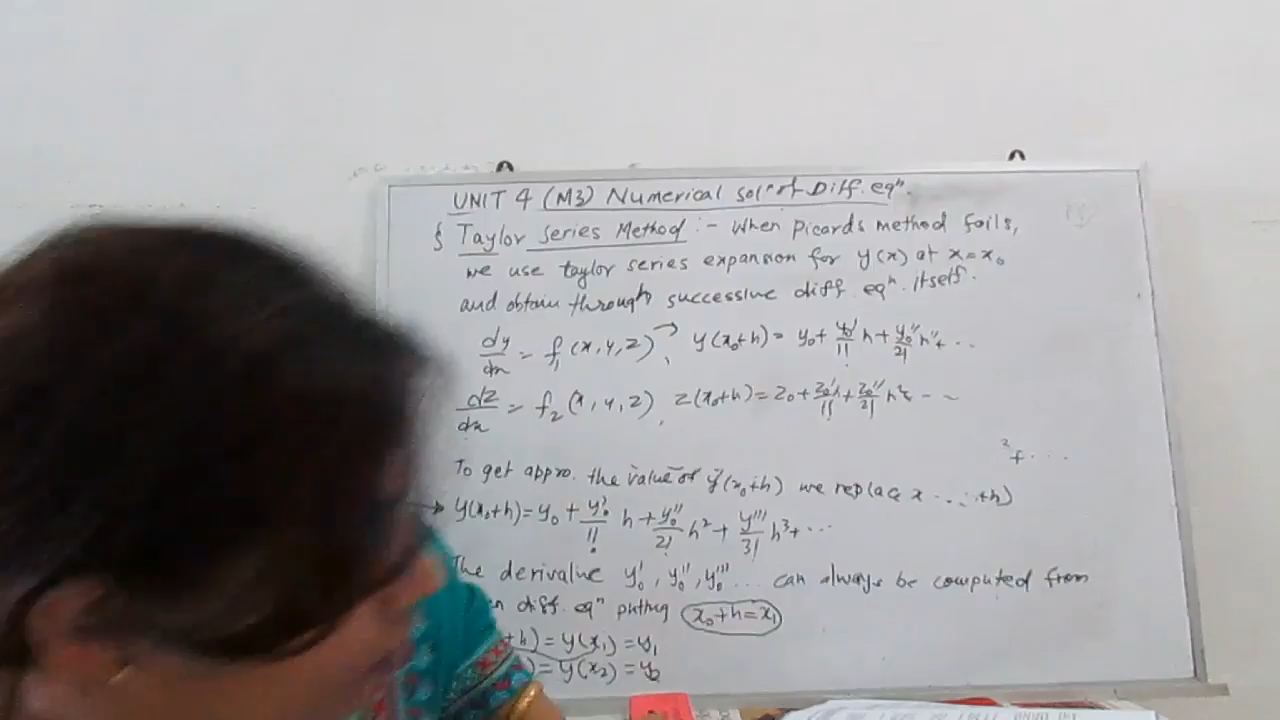 UNIT 4 (M3) Numerical solⁿ of Diff. eqⁿ.
§ Taylor series Method :- When Picards method fails,
we use taylor series expansion for y(x) at x=x₀
and obtain through successive diff. eqⁿ. itself.
dy/dx = f₁(x,y,z) → , y(x₀+h) = y₀ + y₀'/1! h + y₀''/2! h'' + ...
dz/dx = f₂(x,y,z) , z(x₀+h) = z₀ + z₀'/1! h + z₀''/2! h² - -
² + ....
To get appro. the value of y(x₀+h) we replace x ... +h)
→ y(x₀+h) = y₀ + y₀'/1! h + y₀''/2! h² + y'''/3! h³ + ...
The derivalue y₀', y₀'', y₀''' ... can always be computed from
diff. eqⁿ puttng x₀+h=x₁
+h) = y(x₁) = y₁
) = y(x₂) = y₂